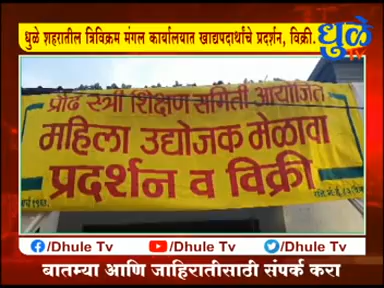 धुळे शहरातील त्रिविक्रम मंगल कार्यालयात खाद्यपदार्थांचे प्रदर्शन, विक्री.
धुळे
प्रौढ स्त्री शिक्षण समिती आयोजित
महिला उद्योजक मेळावा
प्रदर्शन व विक्री
/Dhule Tv
/Dhule Tv
/Dhule Tv
बातम्या आणि जाहिरातीसाठी संपर्क करा